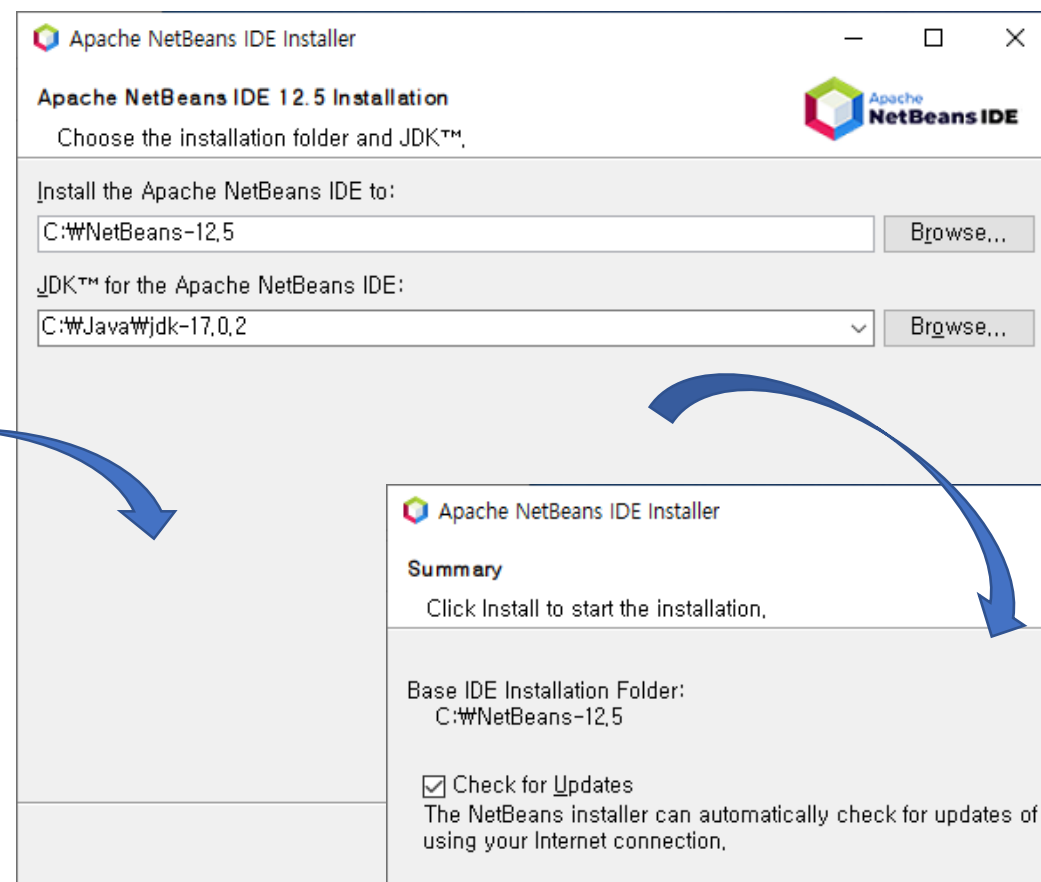 Apache NetBeans IDE Installer
Apache NetBeans IDE 12.5 Installation
Choose the installation folder and JDK™.
Apache
NetBeans IDE
Install the Apache NetBeans IDE to:
C:₩NetBeans-12.5
Browse...
JDK™ for the Apache NetBeans IDE:
C:₩Java₩jdk-17.0.2
Browse...
Apache NetBeans IDE Installer
Summary
Click Install to start the installation.
Base IDE Installation Folder:
C:₩NetBeans-12.5
Check for Updates
The NetBeans installer can automatically check for updates of
using your Internet connection.